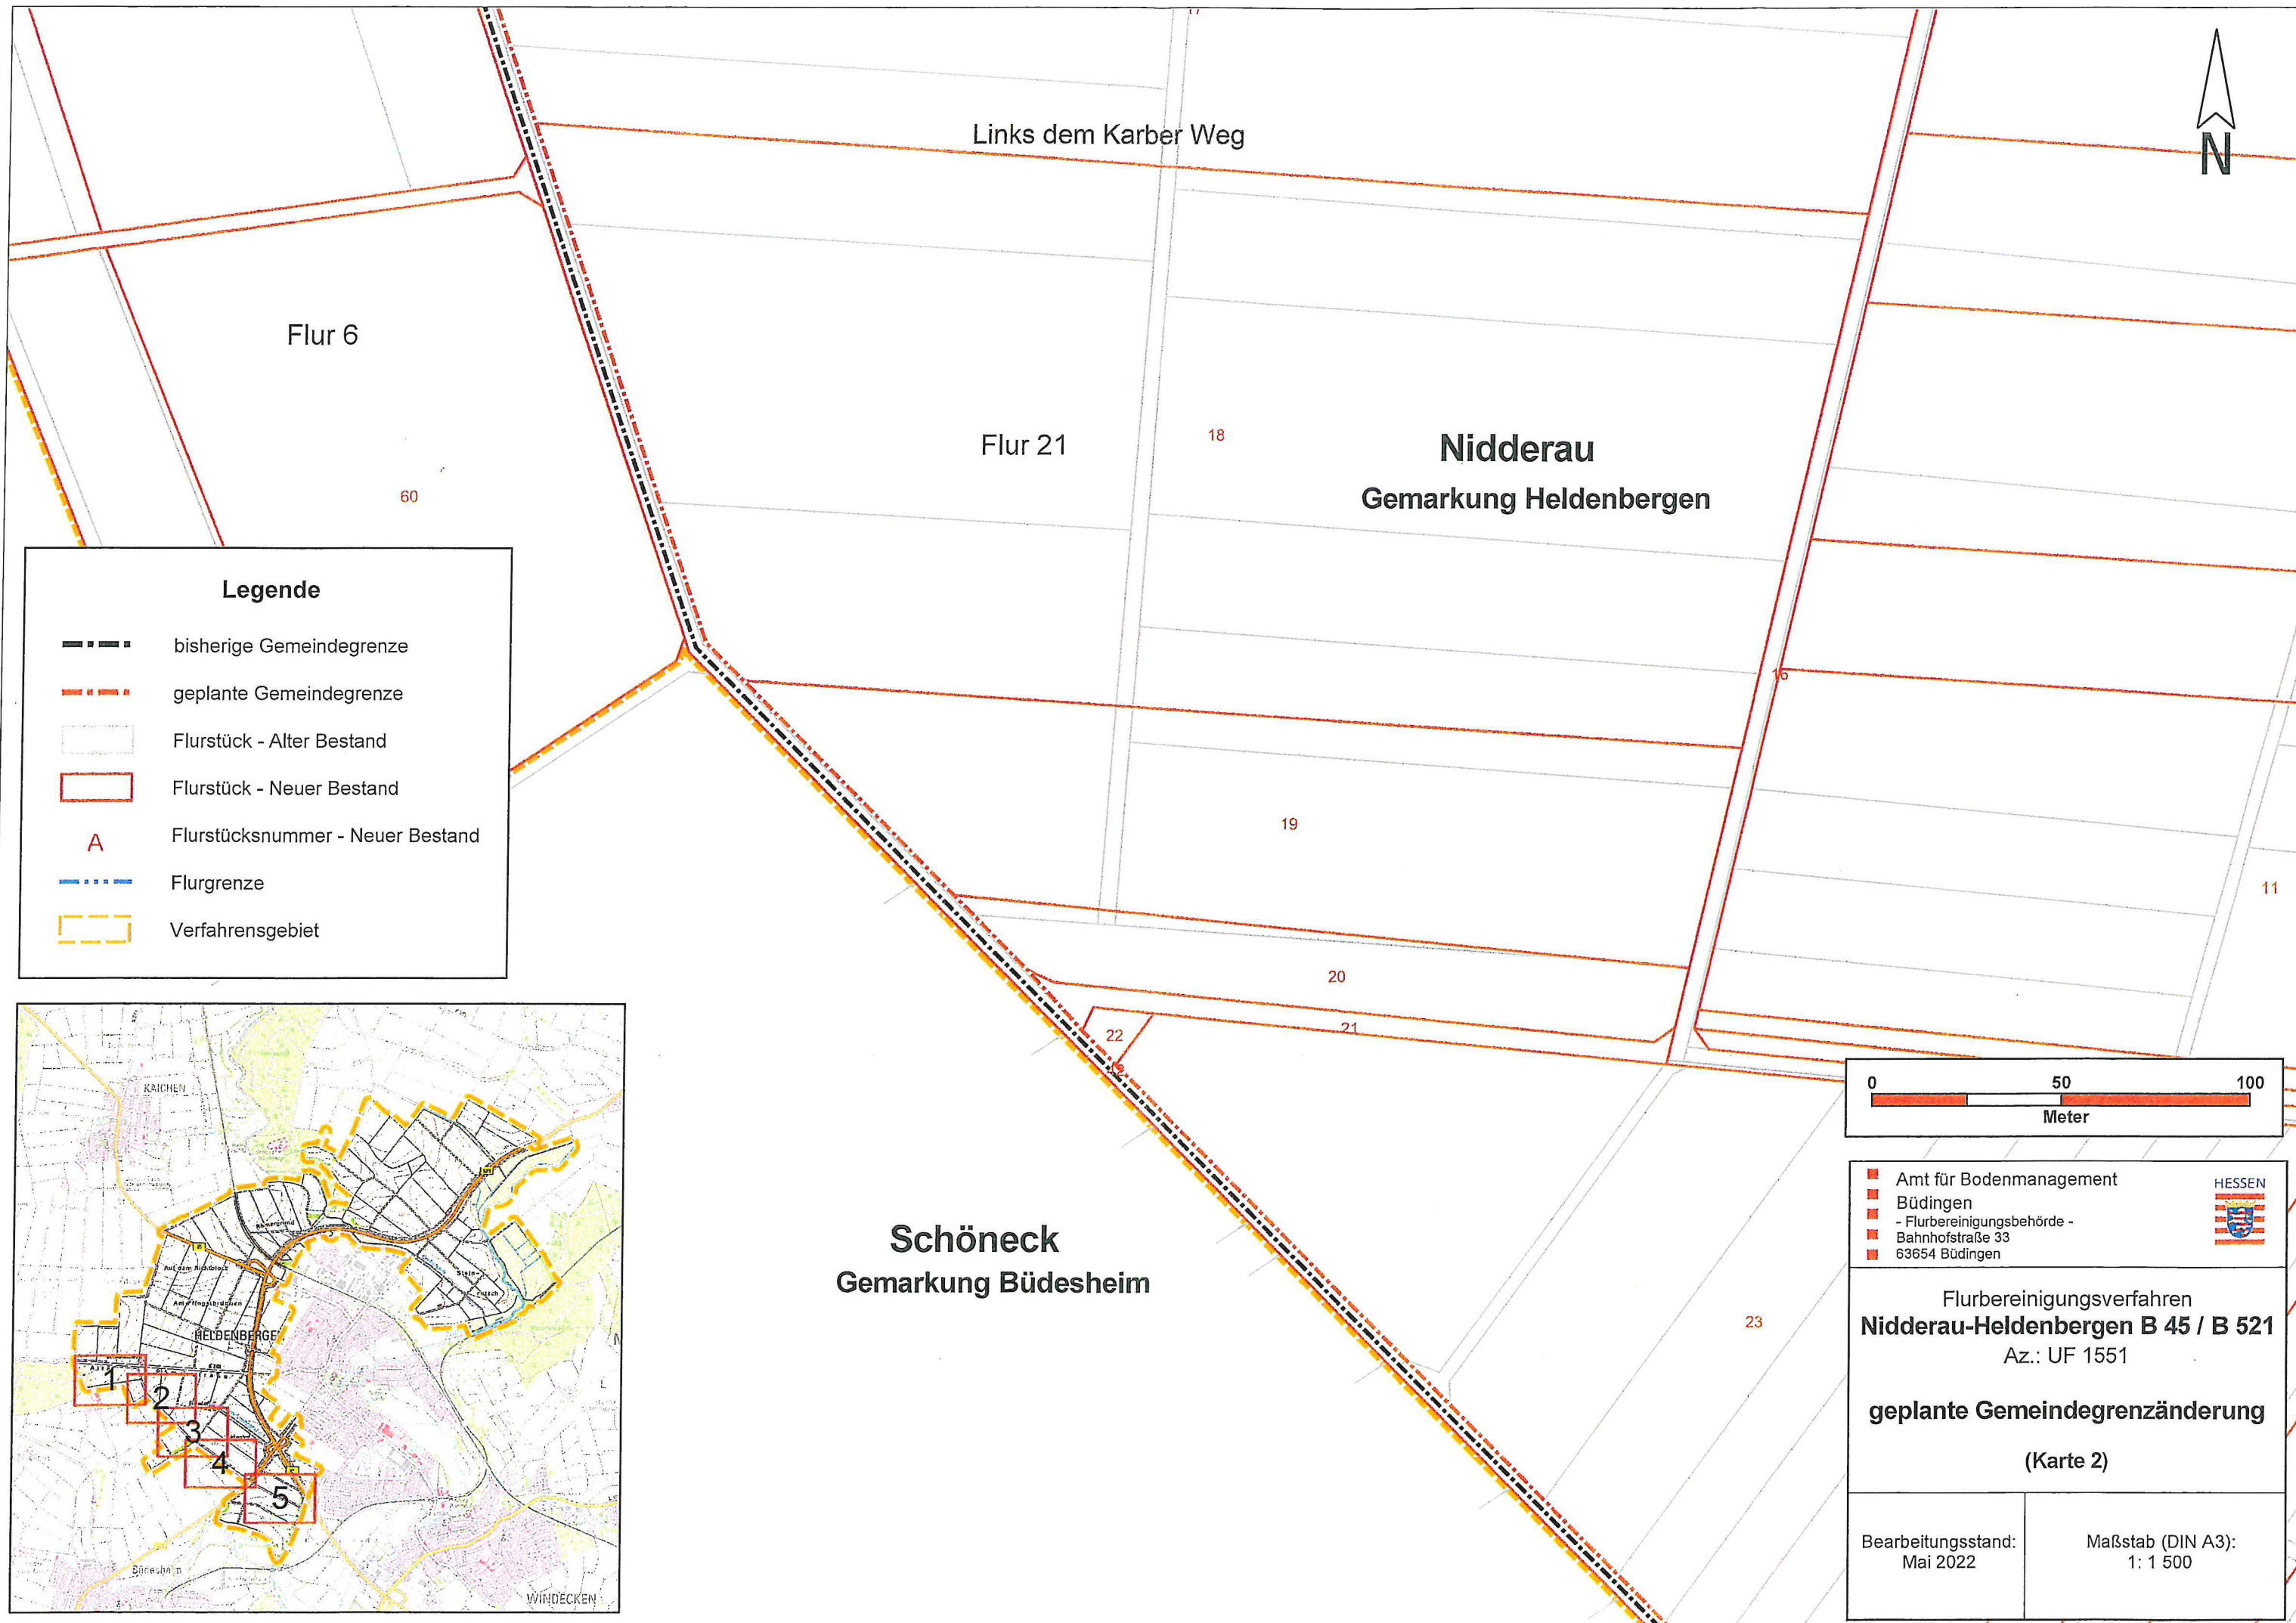 Links dem Karber Weg
N
Flur 6
60
Flur 21
18
Nidderau
Gemarkung Heldenbergen
16
19
11
20
21
22
12
23
Schöneck
Gemarkung Büdesheim
Legende
bisherige Gemeindegrenze
geplante Gemeindegrenze
Flurstück - Alter Bestand
Flurstück - Neuer Bestand
A Flurstücksnummer - Neuer Bestand
Flurgrenze
Verfahrensgebiet
KAICHEN
HELDENBERGE
1
2
3
4
5
WINDECKEN
0 50 100
Meter
Amt für Bodenmanagement
Büdingen
- Flurbereinigungsbehörde -
Bahnhofstraße 33
63654 Büdingen
HESSEN
Flurbereinigungsverfahren
Nidderau-Heldenbergen B 45 / B 521
Az.: UF 1551
geplante Gemeindegrenzänderung
(Karte 2)
Bearbeitungsstand:
Mai 2022
Maßstab (DIN A3):
1: 1 500